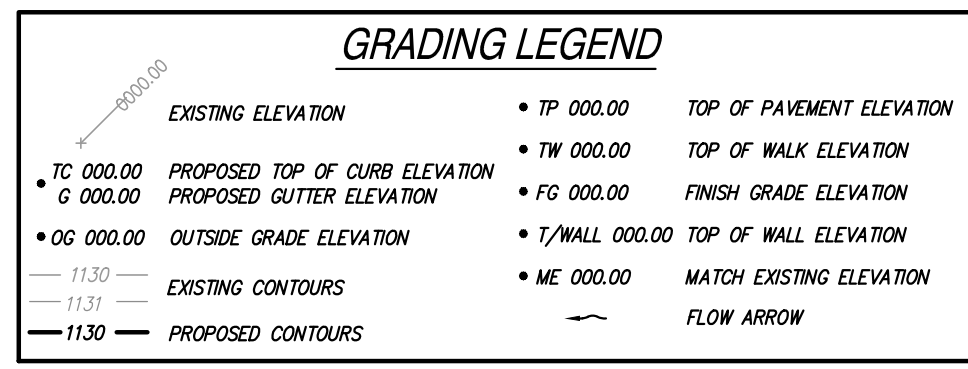 GRADING LEGEND
0000.00
EXISTING ELEVATION
TC 000.00 PROPOSED TOP OF CURB ELEVATION
G 000.00 PROPOSED GUTTER ELEVATION
OG 000.00 OUTSIDE GRADE ELEVATION
1130
1131
EXISTING CONTOURS
1130 PROPOSED CONTOURS
TP 000.00 TOP OF PAVEMENT ELEVATION
TW 000.00 TOP OF WALK ELEVATION
FG 000.00 FINISH GRADE ELEVATION
T/WALL 000.00 TOP OF WALL ELEVATION
ME 000.00 MATCH EXISTING ELEVATION
FLOW ARROW